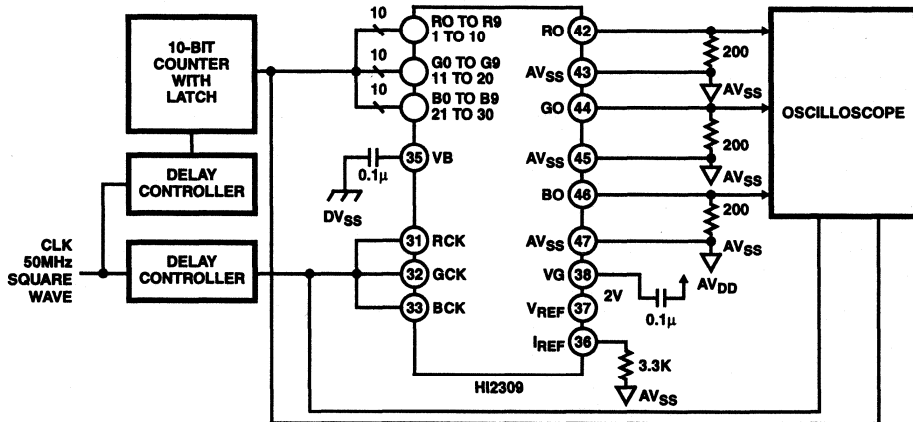 10-BIT
COUNTER
WITH
LATCH
DELAY
CONTROLLER
CLK
50MHz
SQUARE
WAVE
DELAY
CONTROLLER
10
10
10
RO TO R9
1 TO 10
G0 TO G9
11 TO 20
B0 TO B9
21 TO 30
0.1µ
DVSS
35 VB
31 RCK
32 GCK
33 BCK
RO 42
AVSS 43
GO 44
AVSS 45
BO 46
AVSS 47
VG 38
2V
VREF 37
IREF 36
HI2309
200
AVSS
200
AVSS
200
AVSS
AVDD
0.1µ
3.3K
AVSS
OSCILLOSCOPE